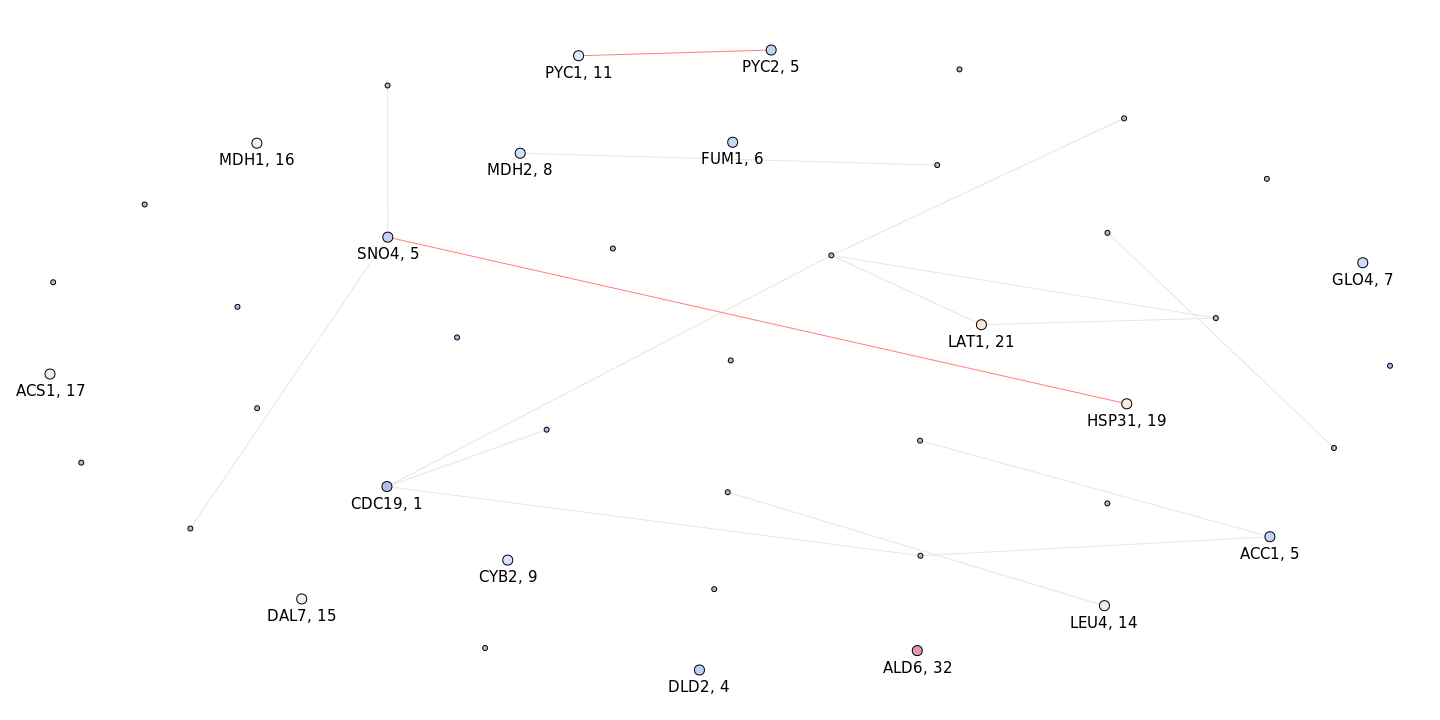 PYC1, 11
PYC2, 5
MDH1, 16
MDH2, 8
FUM1, 6
SNO4, 5
GLO4, 7
LAT1, 21
ACS1, 17
HSP31, 19
CDC19, 1
ACC1, 5
CYB2, 9
DAL7, 15
LEU4, 14
ALD6, 32
DLD2, 4